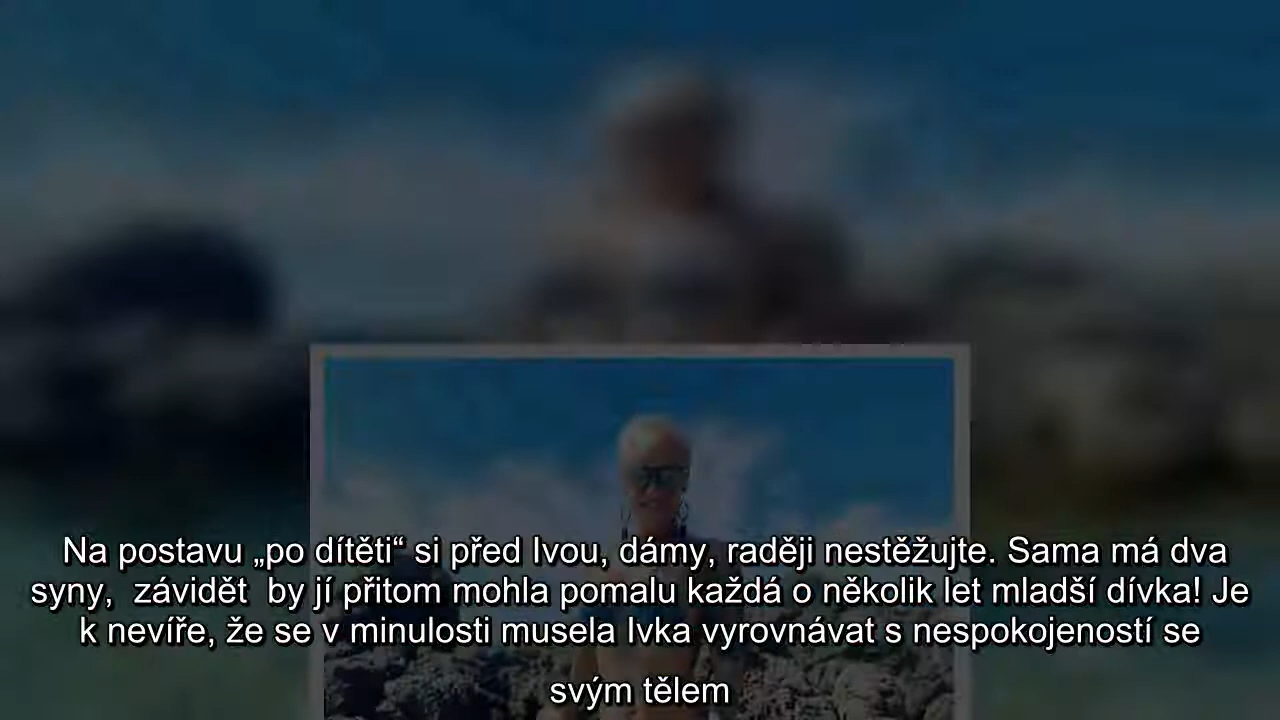 Na postavu „po dítěti“ si před Ivou, dámy, raději nestěžujte. Sama má dva
syny,  závidět  by jí přitom mohla pomalu každá o několik let mladší dívka! Je
k nevíře, že se v minulosti musela Ivka vyrovnávat s nespokojeností se
svým tělem